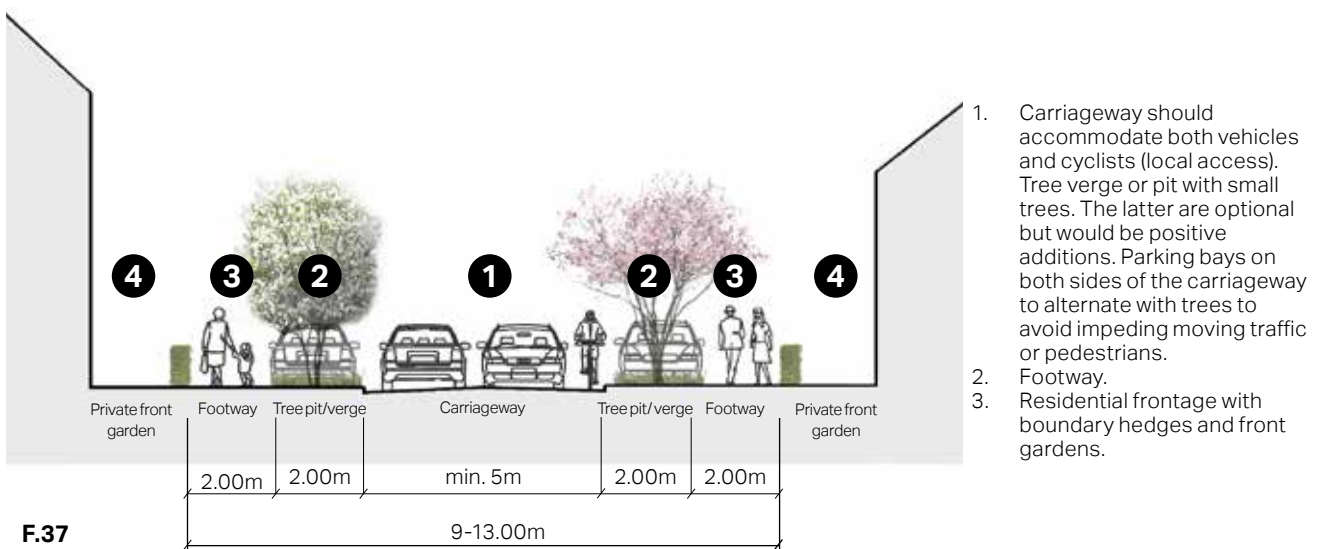 4 3 2 1 2 3 4
Private front
garden
Footway
Tree pit/verge
Carriageway
Tree pit/verge
Footway
Private front
garden
2.00m 2.00m min. 5m 2.00m 2.00m
9-13.00m
F.37
1. Carriageway should
accommodate both vehicles
and cyclists (local access).
Tree verge or pit with small
trees. The latter are optional
but would be positive
additions. Parking bays on
both sides of the carriageway
to alternate with trees to
avoid impeding moving traffic
or pedestrians.
2. Footway.
3. Residential frontage with
boundary hedges and front
gardens.